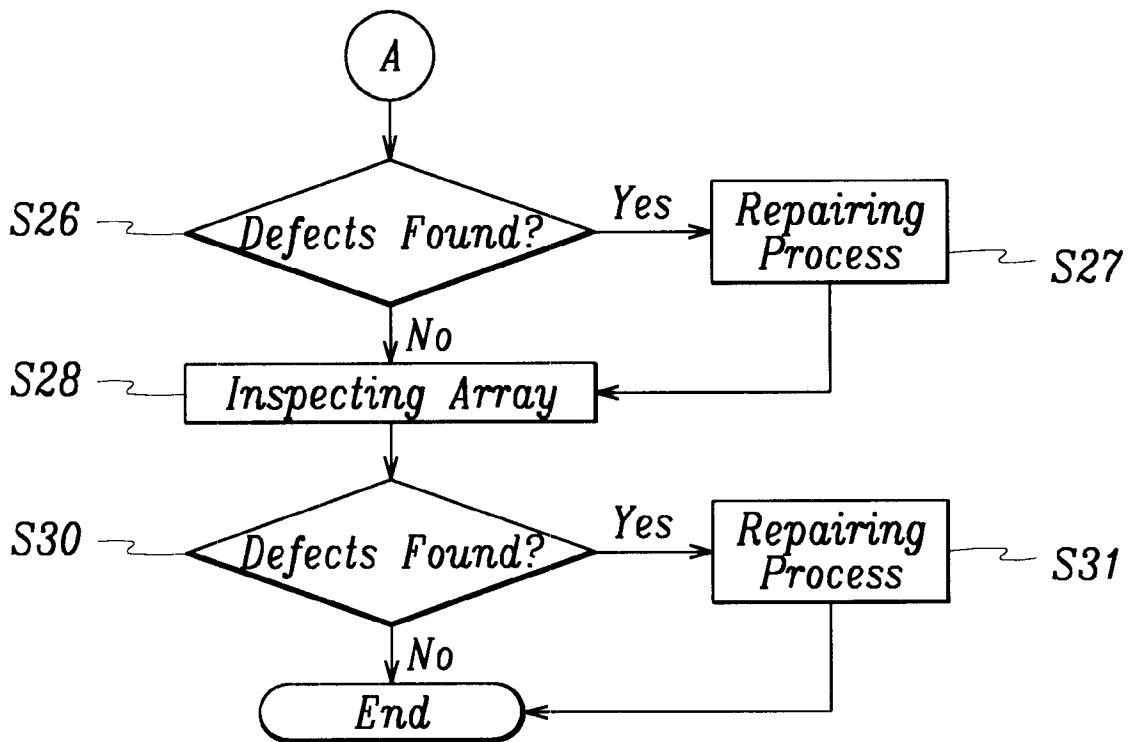 A
S26
Defects Found?
Yes
Repairing
Process
S27
No
S28
Inspecting Array
S30
Defects Found?
Yes
Repairing
Process
S31
No
End